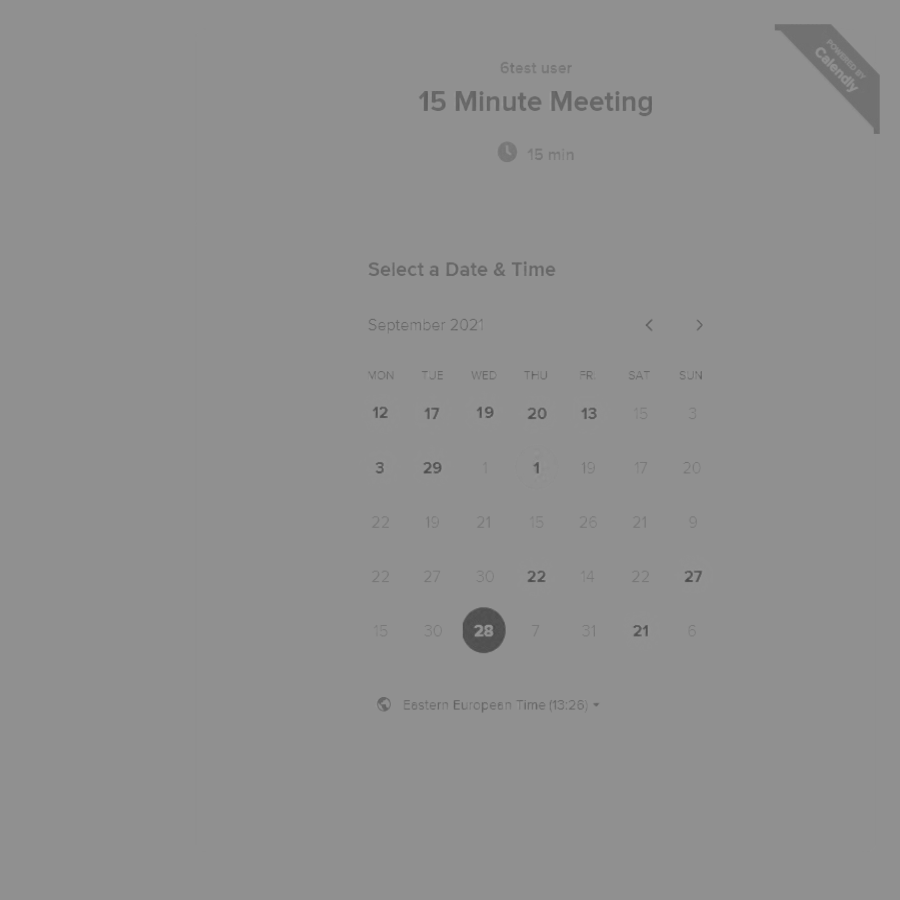 POWERED BY
Calendly
6test user
15 Minute Meeting
15 min
Select a Date & Time
September 2021
MON TUE WED THU FRI SAT SUN
12 17 19 20 13 15 3
3 29 1 1 19 17 20
22 19 21 15 26 21 9
22 27 30 22 14 22 27
15 30 28 7 31 21 6
Eastern European Time (13:26)